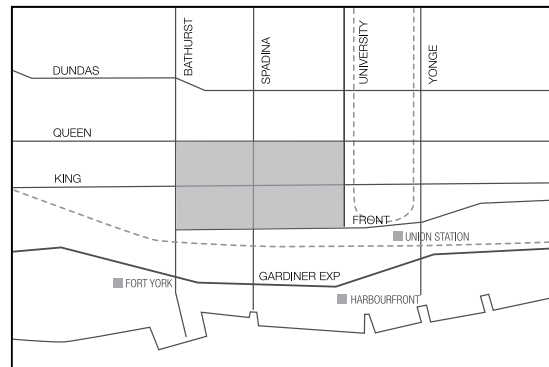 BATHURST
SPADINA
UNIVERSITY
YONGE
DUNDAS
QUEEN
KING
FRONT
UNION STATION
GARDINER EXP
FORT YORK
HARBOURFRONT